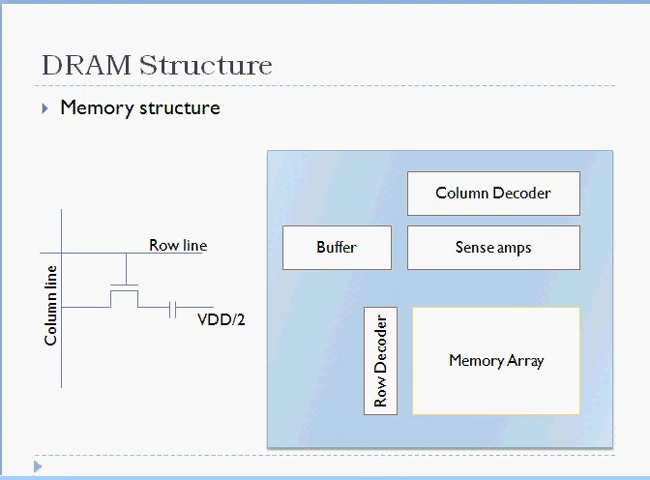 DRAM Structure
Memory structure
Row line
Column line
VDD/2
Column Decoder
Buffer
Sense amps
Row Decoder
Memory Array